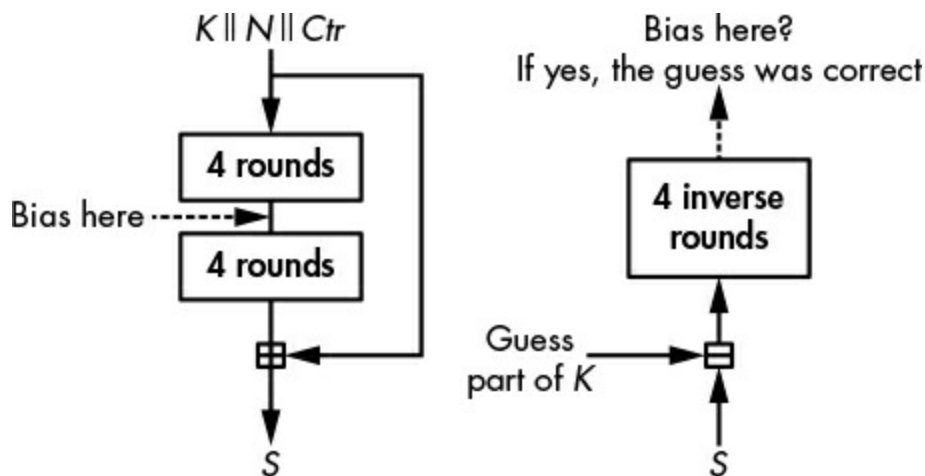 K || N || Ctr
4 rounds
Bias here
4 rounds
S
Bias here?
If yes, the guess was correct
4 inverse
rounds
Guess
part of K
S